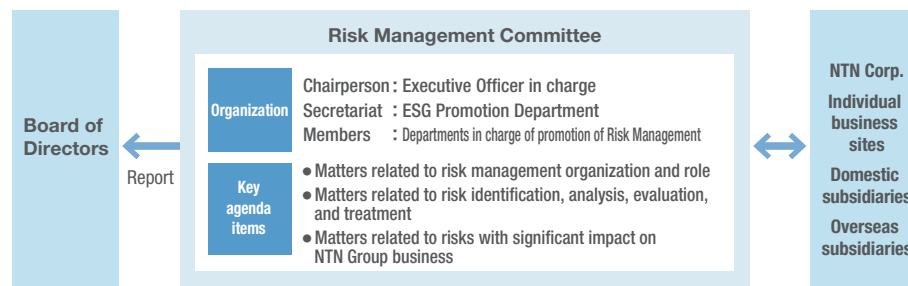 Risk Management Committee
Board of
Directors
Report
Organization
Chairperson : Executive Officer in charge
Secretariat : ESG Promotion Department
Members : Departments in charge of promotion of Risk Management
Key
agenda
items
● Matters related to risk management organization and role
● Matters related to risk identification, analysis, evaluation,
and treatment
● Matters related to risks with significant impact on
NTN Group business
NTN Corp.
Individual
business
sites
Domestic
subsidiaries
Overseas
subsidiaries